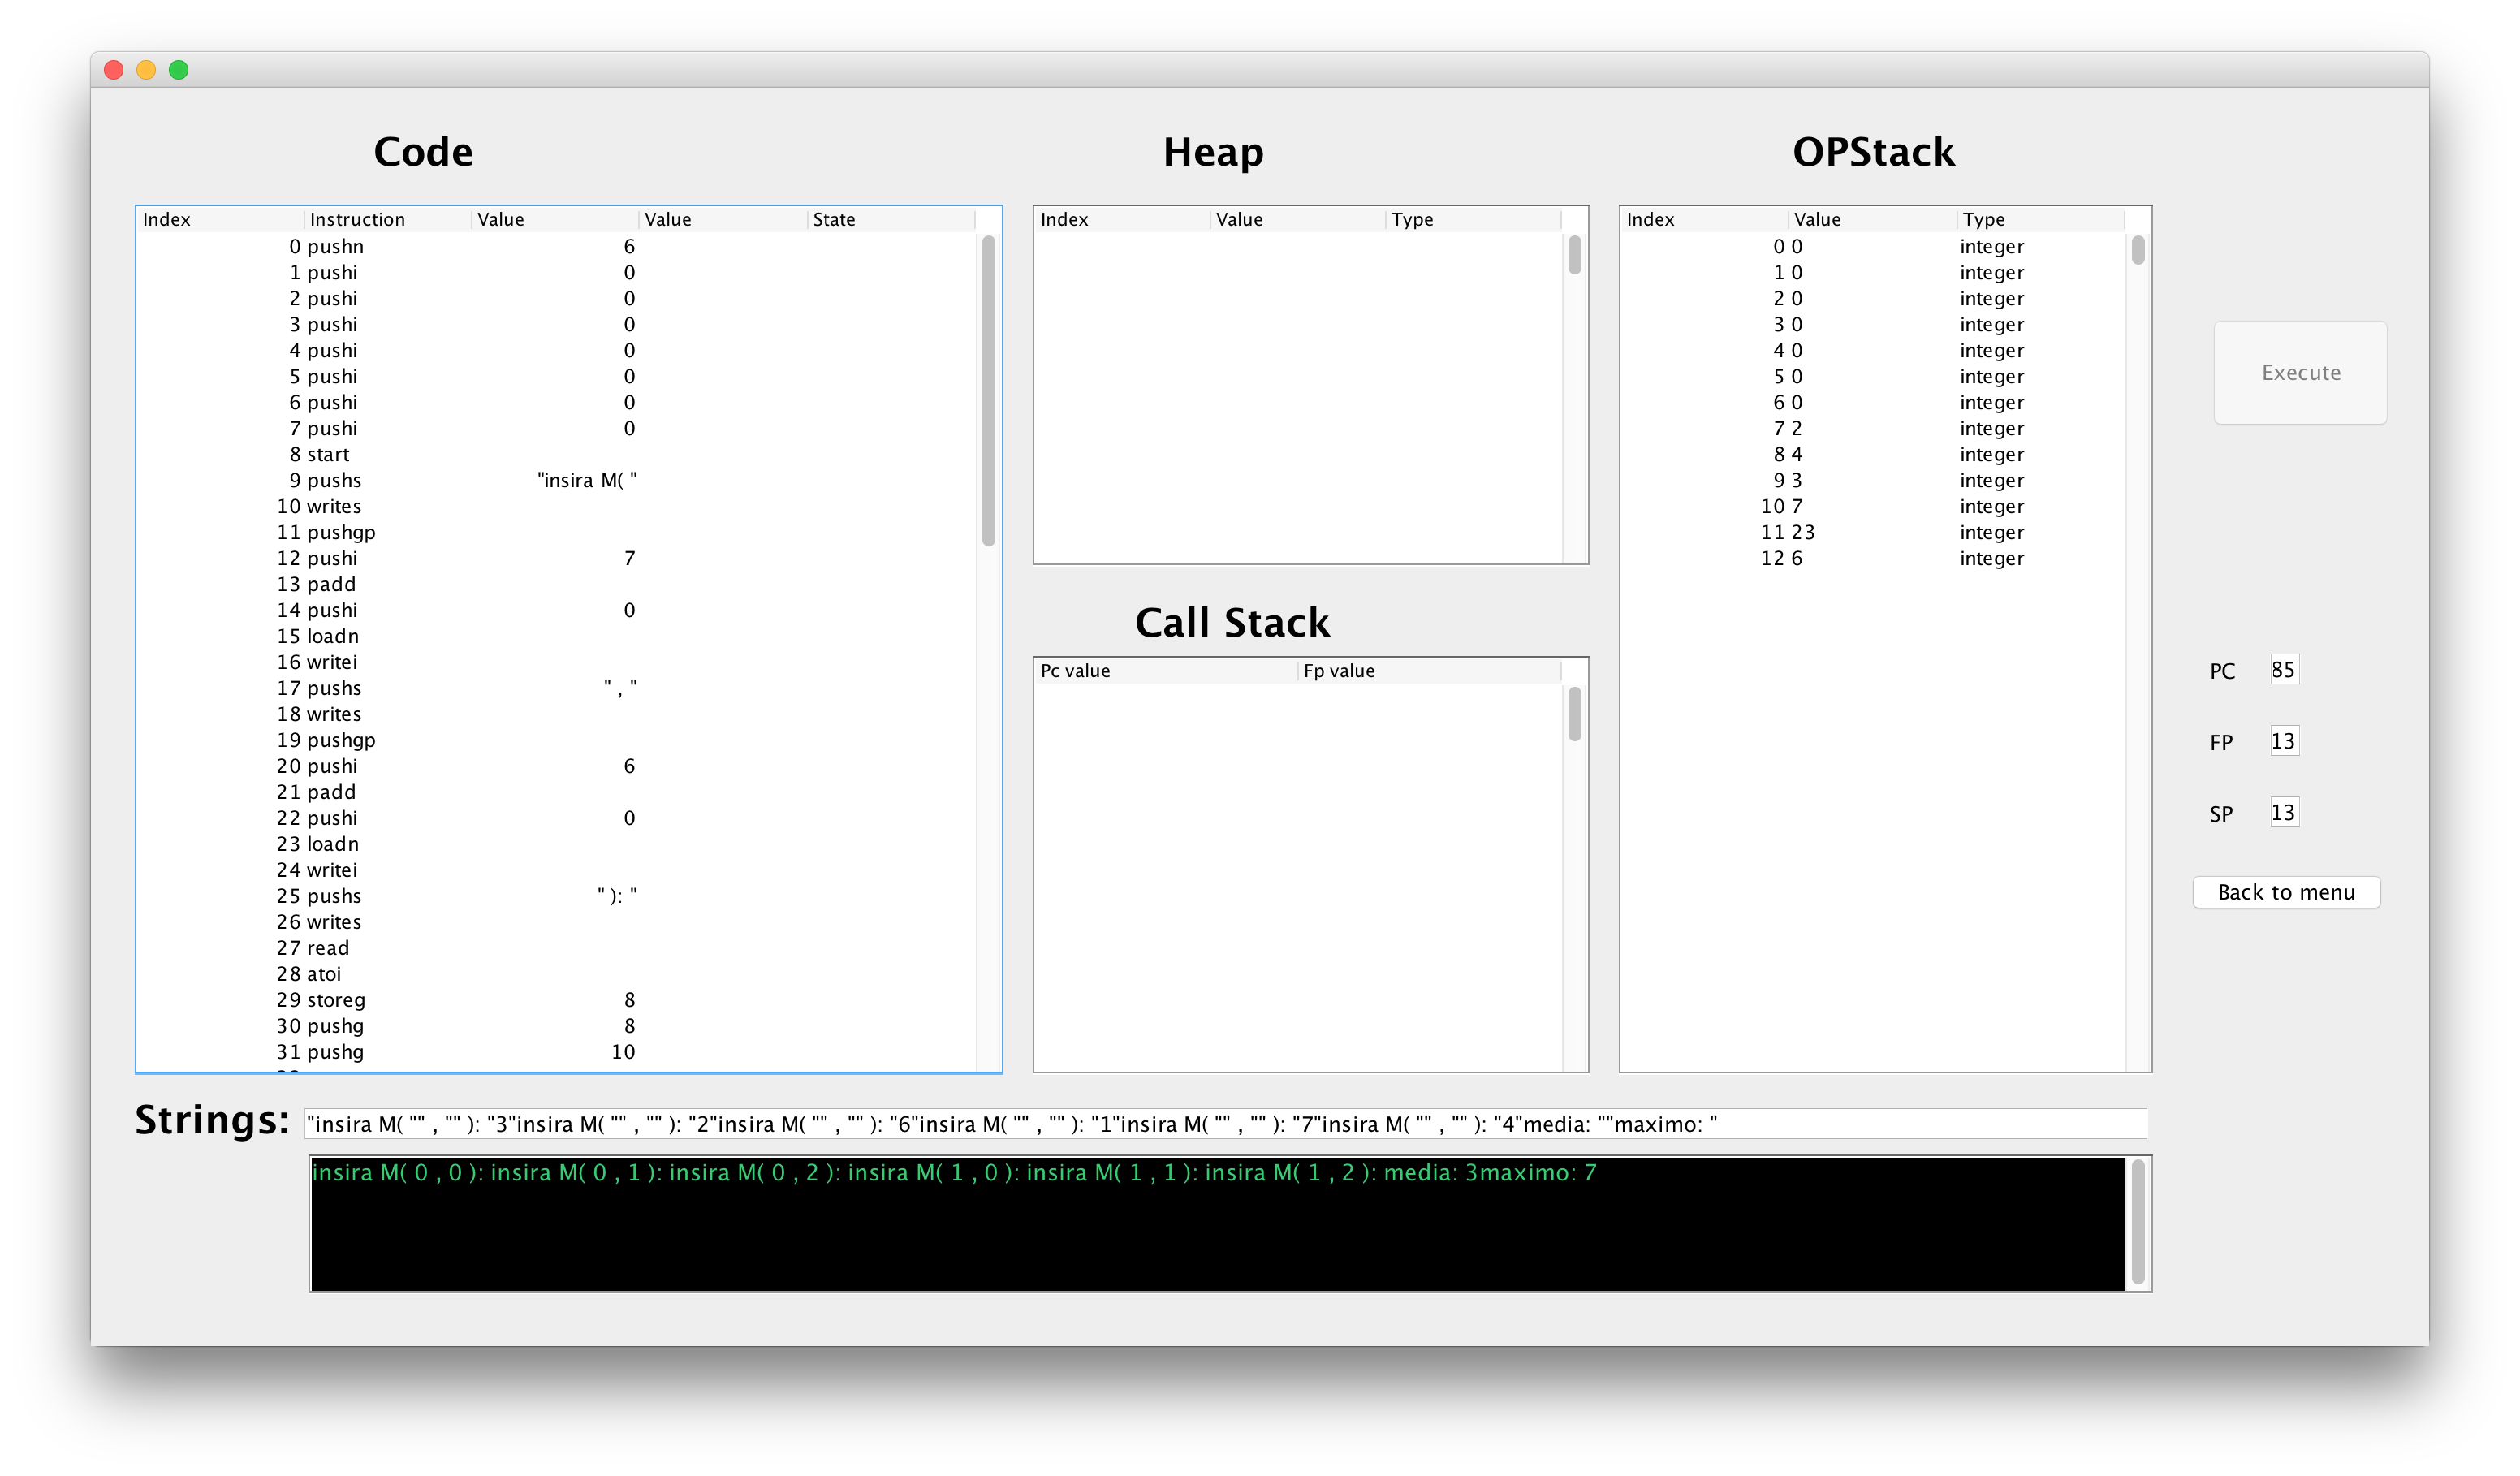 Code
Index Instruction Value Value State
0 pushn 6
1 pushi 0
2 pushi 0
3 pushi 0
4 pushi 0
5 pushi 0
6 pushi 0
7 pushi 0
8 start
9 pushs "insira M( "
10 writes
11 pushgp
12 pushi 7
13 padd
14 pushi 0
15 loadn
16 writei
17 pushs " , "
18 writes
19 pushgp
20 pushi 6
21 padd
22 pushi 0
23 loadn
24 writei
25 pushs " ): "
26 writes
27 read
28 atoi
29 storeg 8
30 pushg 8
31 pushg 10
Heap
Index Value Type
Call Stack
Pc value Fp value
OPStack
Index Value Type
0 0 integer
1 0 integer
2 0 integer
3 0 integer
4 0 integer
5 0 integer
6 0 integer
7 2 integer
8 4 integer
9 3 integer
10 7 integer
11 23 integer
12 6 integer
Execute
PC 85
FP 13
SP 13
Back to menu
Strings: "insira M( "" , "" ): "3"insira M( "" , "" ): "2"insira M( "" , "" ): "6"insira M( "" , "" ): "1"insira M( "" , "" ): "7"insira M( "" , "" ): "4"media: ""maximo: "
insira M( 0 , 0 ): insira M( 0 , 1 ): insira M( 0 , 2 ): insira M( 1 , 0 ): insira M( 1 , 1 ): insira M( 1 , 2 ): media: 3maximo: 7